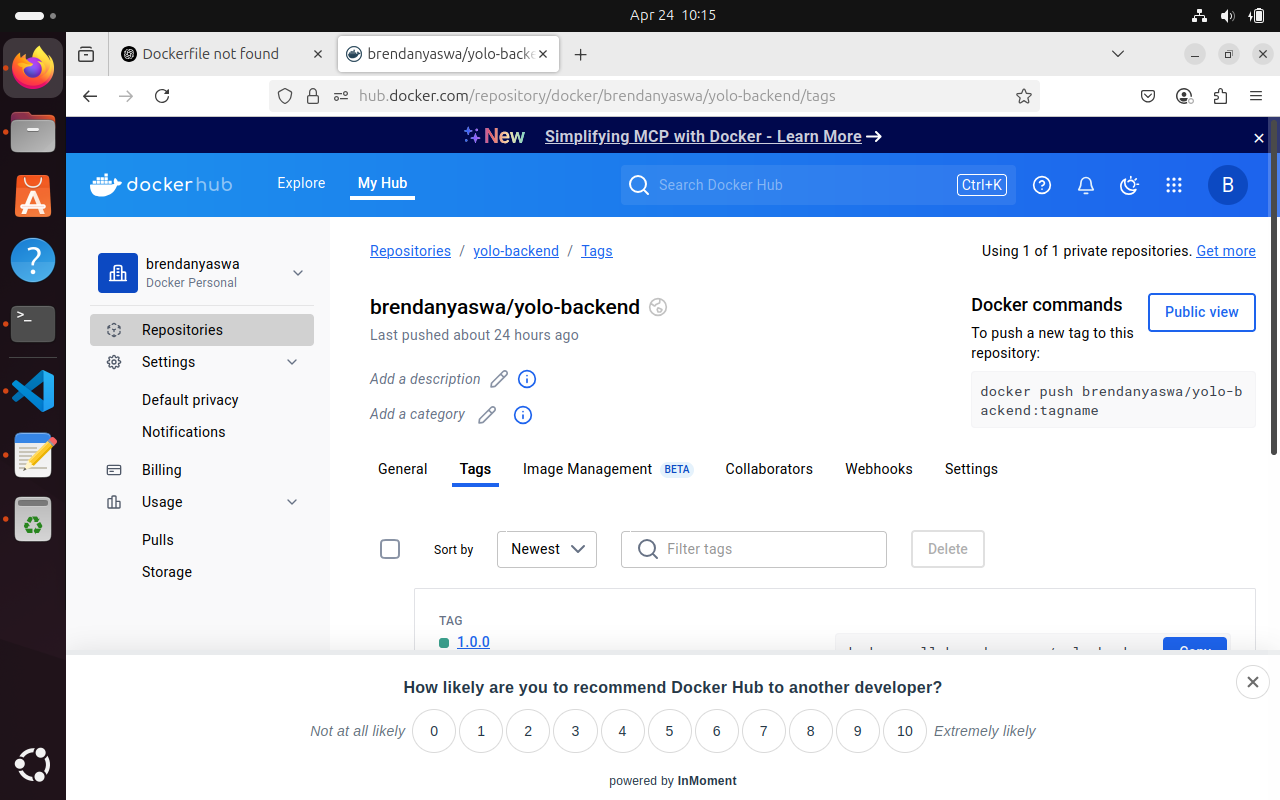 Apr 24 10:15
Dockerfile not found
brendanyaswa/yolo-backe
hub.docker.com/repository/docker/brendanyaswa/yolo-backend/tags
New Simplifying MCP with Docker - Learn More
docker hub
Explore
My Hub
Search Docker Hub
Ctrl+K
B
brendanyaswa
Docker Personal
Repositories
Settings
Default privacy
Notifications
Billing
Usage
Pulls
Storage
Repositories / yolo-backend / Tags
Using 1 of 1 private repositories. Get more
brendanyaswa/yolo-backend
Last pushed about 24 hours ago
Add a description
Add a category
Docker commands
Public view
To push a new tag to this
repository:
docker push brendanyaswa/yolo-b
ackend:tagname
General
Tags
Image Management BETA
Collaborators
Webhooks
Settings
Sort by
Newest
Filter tags
Delete
TAG
1.0.0
Copy
How likely are you to recommend Docker Hub to another developer?
Not at all likely 0 1 2 3 4 5 6 7 8 9 10 Extremely likely
powered by InMoment